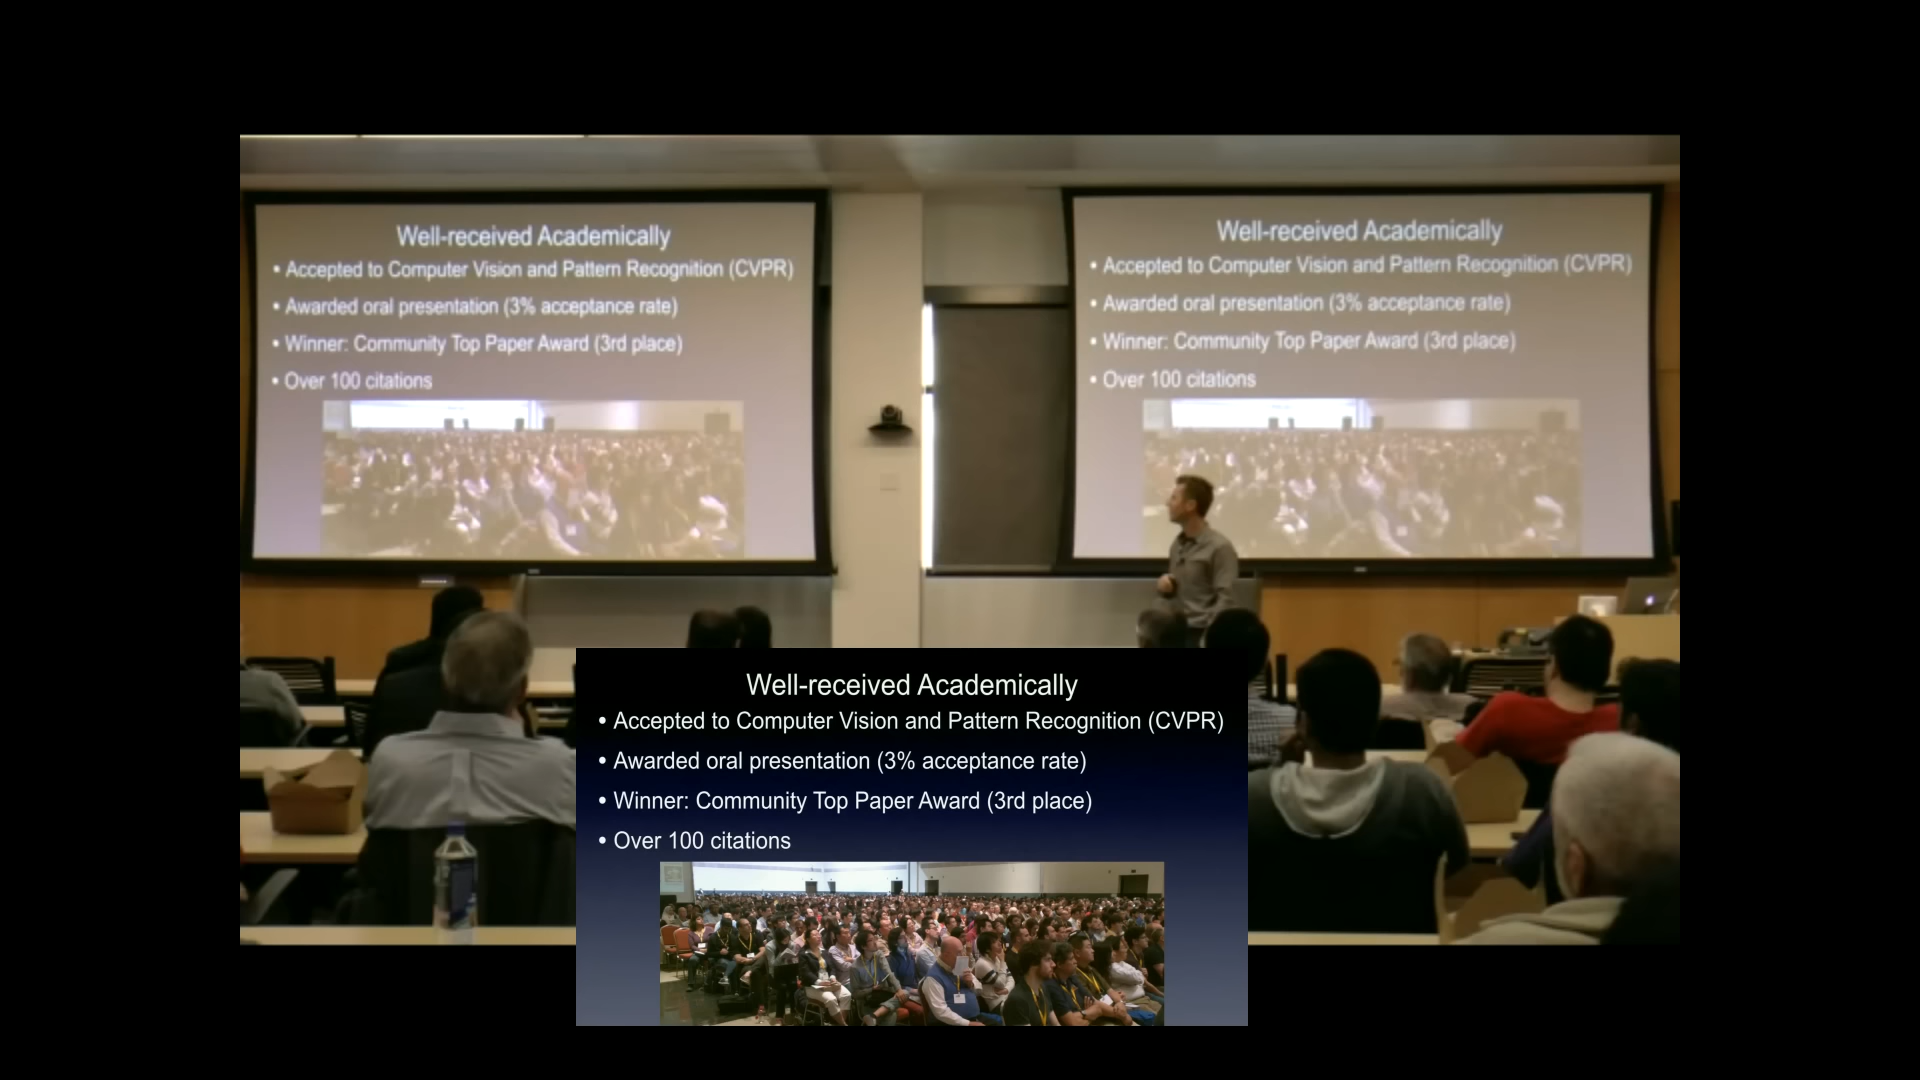 Well-received Academically
• Accepted to Computer Vision and Pattern Recognition (CVPR)
• Awarded oral presentation (3% acceptance rate)
• Winner: Community Top Paper Award (3rd place)
• Over 100 citations
Well-received Academically
• Accepted to Computer Vision and Pattern Recognition (CVPR)
• Awarded oral presentation (3% acceptance rate)
• Winner: Community Top Paper Award (3rd place)
• Over 100 citations
Well-received Academically
• Accepted to Computer Vision and Pattern Recognition (CVPR)
• Awarded oral presentation (3% acceptance rate)
• Winner: Community Top Paper Award (3rd place)
• Over 100 citations